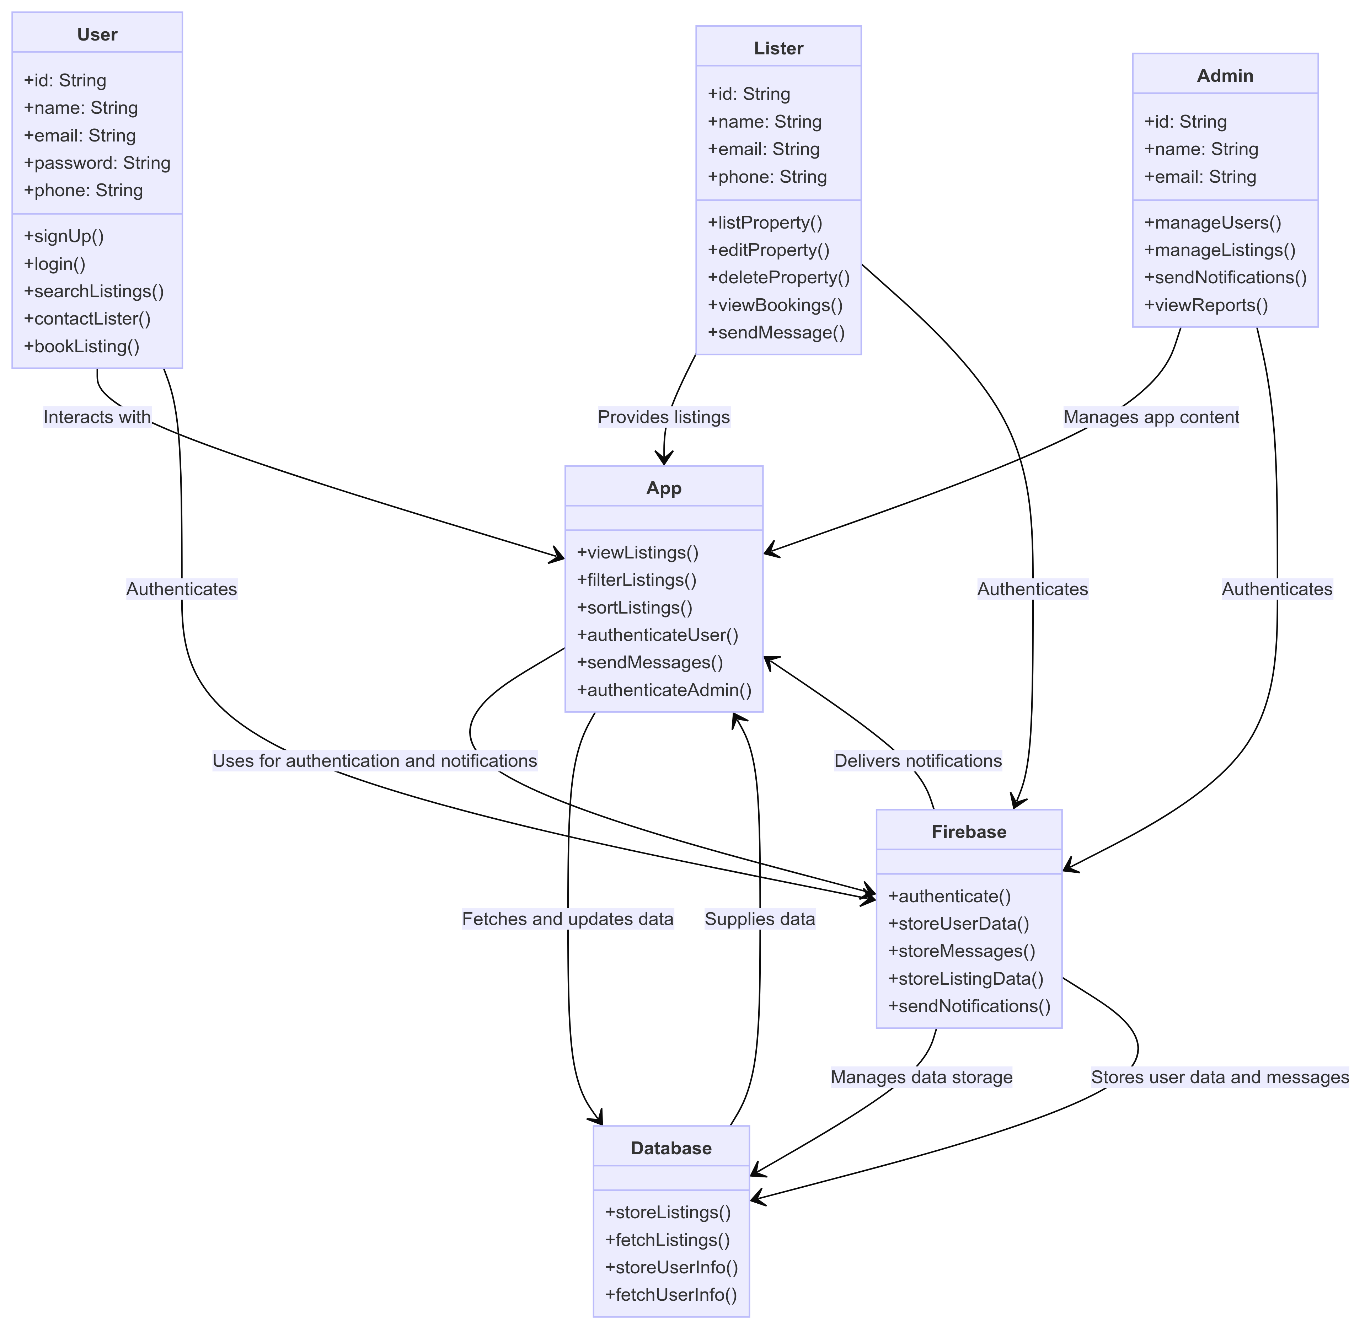 User
+id: String
+name: String
+email: String
+password: String
+phone: String
+signUp()
+login()
+searchListings()
+contactLister()
+bookListing()
Lister
+id: String
+name: String
+email: String
+phone: String
+listProperty()
+editProperty()
+deleteProperty()
+viewBookings()
+sendMessage()
Admin
+id: String
+name: String
+email: String
+manageUsers()
+manageListings()
+sendNotifications()
+viewReports()
Interacts with
Provides listings
Manages app content
App
+viewListings()
+filterListings()
+sortListings()
+authenticateUser()
+sendMessages()
+authenticateAdmin()
Authenticates
Authenticates
Authenticates
Uses for authentication and notifications
Delivers notifications
Firebase
+authenticate()
+storeUserData()
+storeMessages()
+storeListingData()
+sendNotifications()
Fetches and updates data
Supplies data
Manages data storage
Stores user data and messages
Database
+storeListings()
+fetchListings()
+storeUserInfo()
+fetchUserInfo()